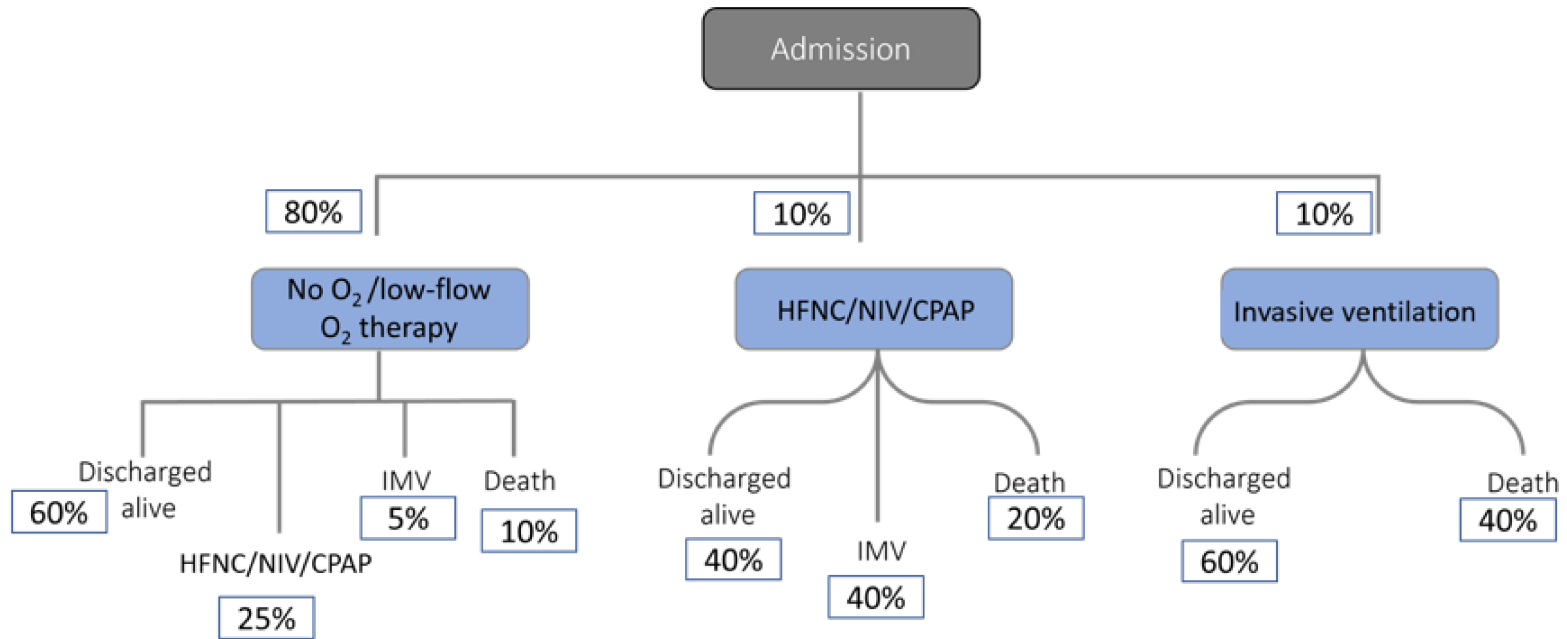 Admission
80%
10%
10%
No O₂ /low-flow
O₂ therapy
HFNC/NIV/CPAP
Invasive ventilation
Discharged
alive
60%
HFNC/NIV/CPAP
25%
IMV
5%
Death
10%
Discharged
alive
40%
IMV
40%
Death
20%
Discharged
alive
60%
Death
40%